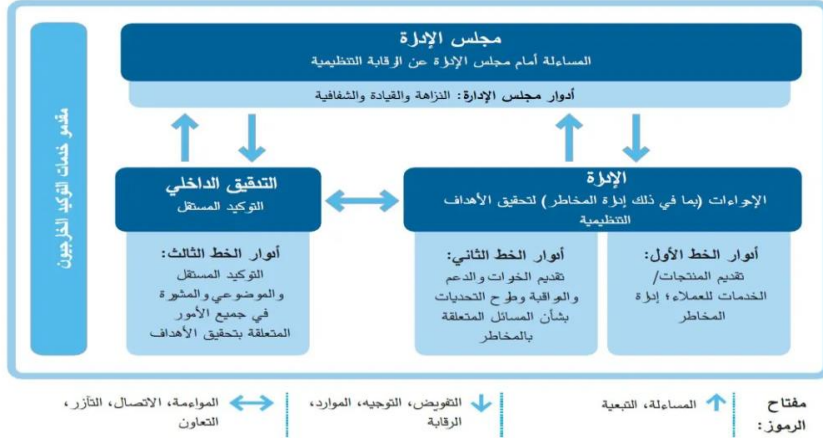 مجلس الإدارة
المساءلة أمام مجلس الإدارة عن الرقابة التنظيمية
أدوار مجلس الإدارة: النزاهة والقيادة والشفافية
الإدارة
الإجراءات (بما في ذلك إدارة المخاطر) لتحقيق الأهداف
التنظيمية
أدوار الخط الأول:
تقديم المنتجات/
الخدمات للعملاء؛ إدارة
المخاطر
أدوار الخط الثاني:
تقديم الخبرات والدعم
والمراقبة وطرح التحديات
بشأن المسائل المتعلقة
بالمخاطر
التدقيق الداخلي
التوكيد المستقل
أدوار الخط الثالث:
التوكيد المستقل
والموضوعي والمشورة
في جميع الأمور
المتعلقة بتحقيق الأهداف
مقدمو خدمات التوكيد الخارجيون
مفتاح
الرموز:
المساءلة، التبعية
التفويض، التوجيه، الموارد،
الرقابة
المواءمة، الاتصال، التآزر،
التعاون